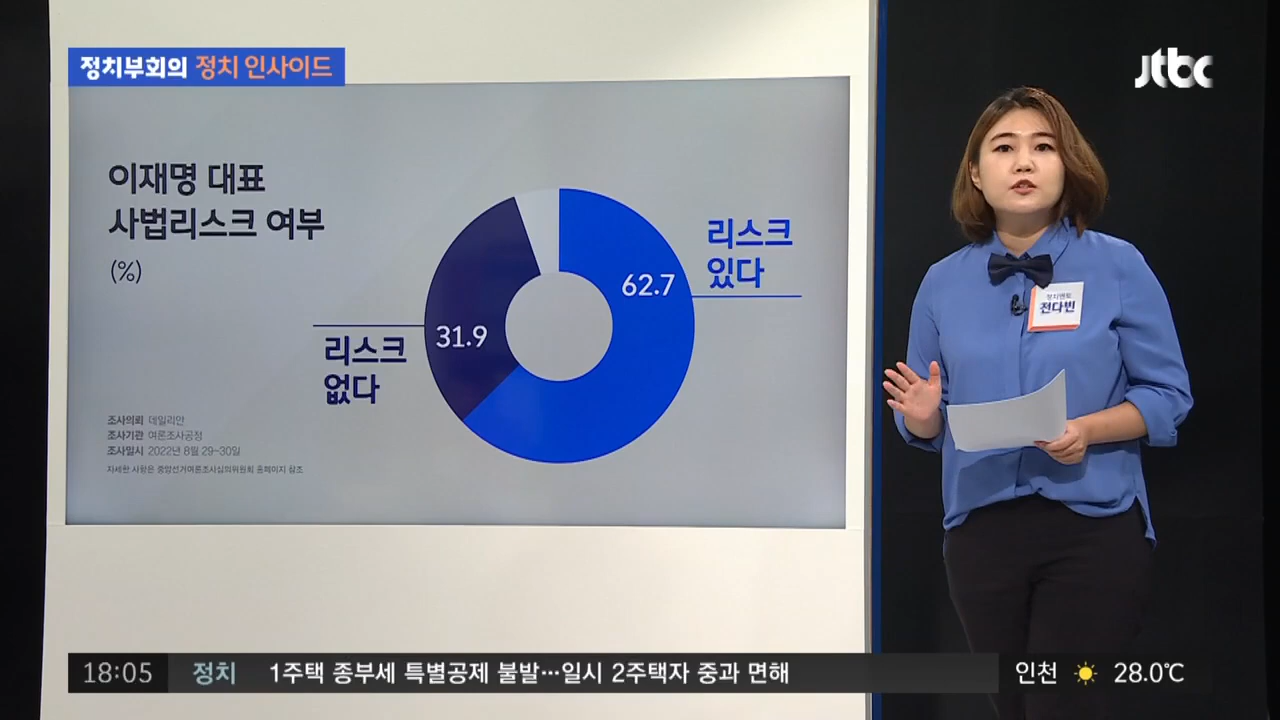 정치부회의 정치 인사이드
jtbc
이재명 대표
사법리스크 여부
(%)
리스크
있다
62.7
31.9
리스크
없다
조사의뢰 데일리안
조사기관 여론조사공정
조사일시 2022년 8월 29~30일
자세한 사항은 중앙선거여론조사심의위원회 홈페이지 참조
정치멘토
전다빈
18:05 정치 1주택 종부세 특별공제 불발…일시 2주택자 중과 면해
인천 28.0℃